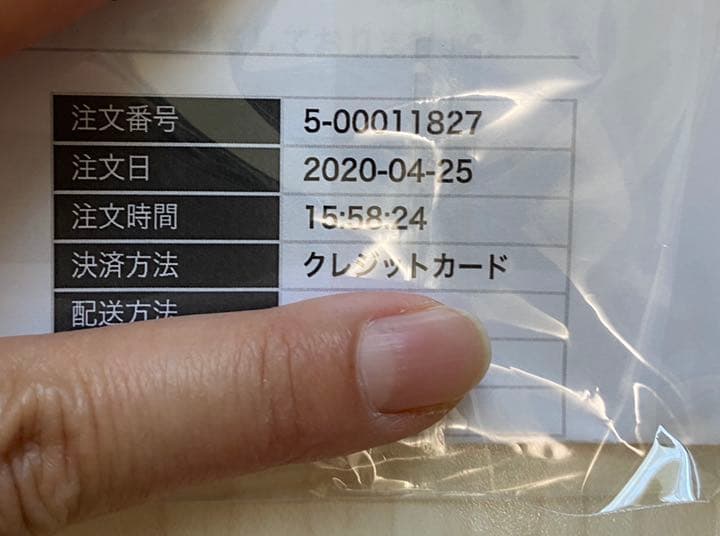 注文番号 5-00011827
注文日 2020-04-25
注文時間 15:58:24
決済方法 クレジットカード
配送方法